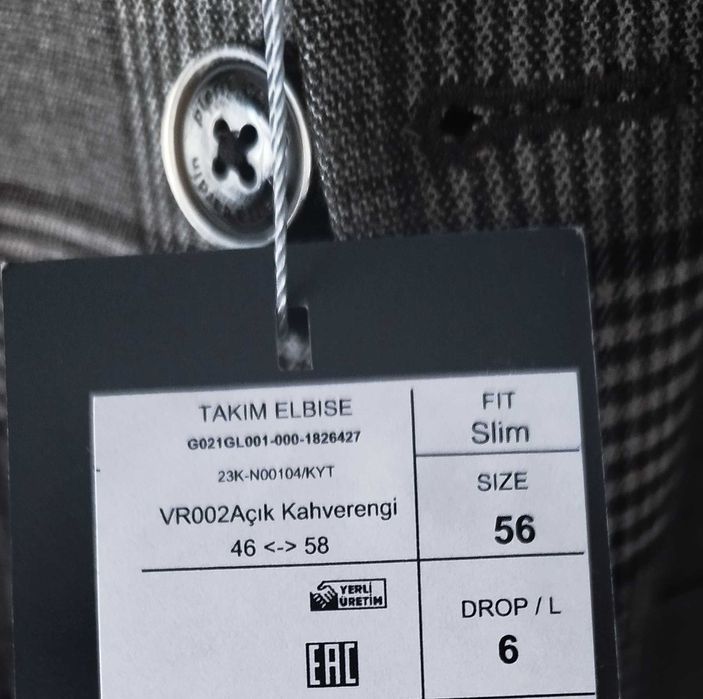 TAKIM ELBISE
G021GL001-000-1826427
23K-N00104/KYT
VR002Açık Kahverengi
46 <-> 58
YERLİ
ÜRETİM
EAC
FIT
Slim
SIZE
56
DROP / L
6